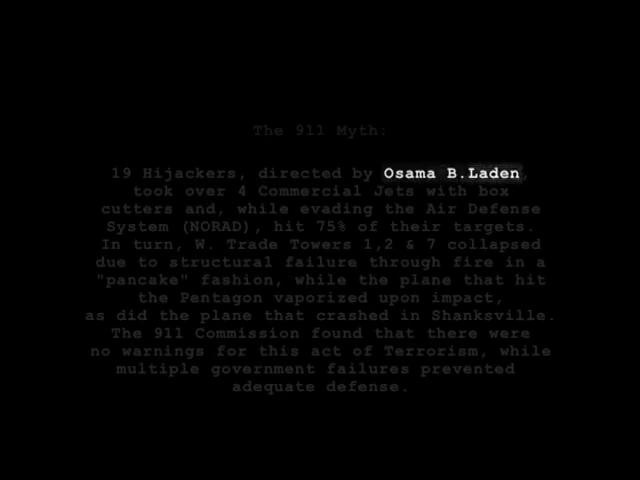 The 911 Myth:
19 Hijackers, directed by Osama B.Laden,
took over 4 Commercial Jets with box
cutters and, while evading the Air Defense
System (NORAD), hit 75% of their targets.
In turn, W. Trade Towers 1,2 & 7 collapsed
due to structural failure through fire in a
"pancake" fashion, while the plane that hit
the Pentagon vaporized upon impact,
as did the plane that crashed in Shanksville.
The 911 Commission found that there were
no warnings for this act of Terrorism, while
multiple government failures prevented
adequate defense.